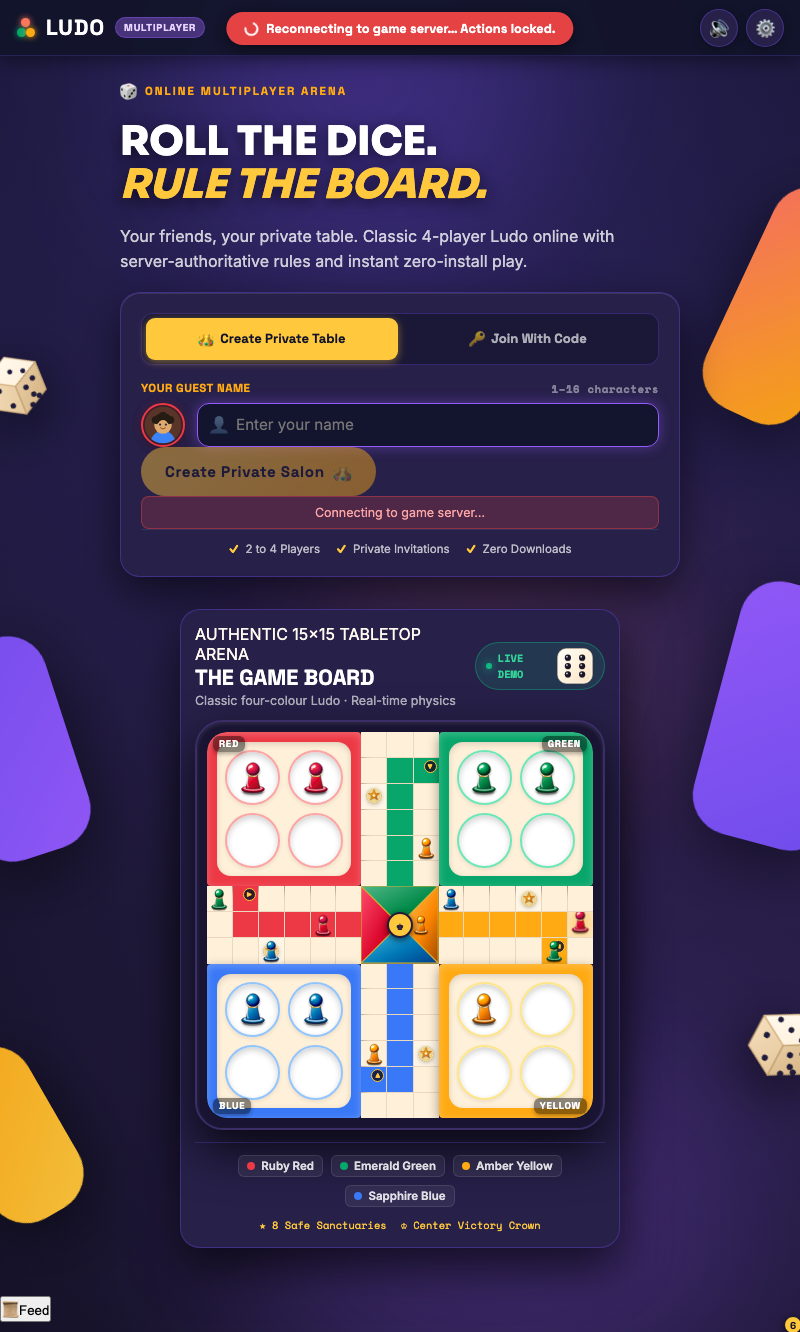 LUDO
MULTIPLAYER
Reconnecting to game server... Actions locked.
ONLINE MULTIPLAYER ARENA
ROLL THE DICE.
RULE THE BOARD.
Your friends, your private table. Classic 4-player Ludo online with
server-authoritative rules and instant zero-install play.
Create Private Table
Join With Code
YOUR GUEST NAME
1–16 characters
Enter your name
Create Private Salon
Connecting to game server...
✓ 2 to 4 Players
✓ Private Invitations
✓ Zero Downloads
AUTHENTIC 15×15 TABLETOP
ARENA
THE GAME BOARD
Classic four-colour Ludo · Real-time physics
LIVE
DEMO
RED
GREEN
BLUE
YELLOW
Ruby Red
Emerald Green
Amber Yellow
Sapphire Blue
★ 8 Safe Sanctuaries
♔ Center Victory Crown
Feed
6